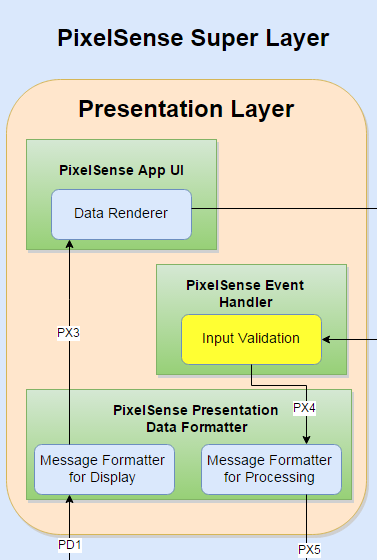 PixelSense Super Layer
Presentation Layer
PixelSense App UI
Data Renderer
PixelSense Event
Handler
Input Validation
PX3
PX4
PixelSense Presentation
Data Formatter
Message Formatter
for Display
Message Formatter
for Processing
PD1
PX5